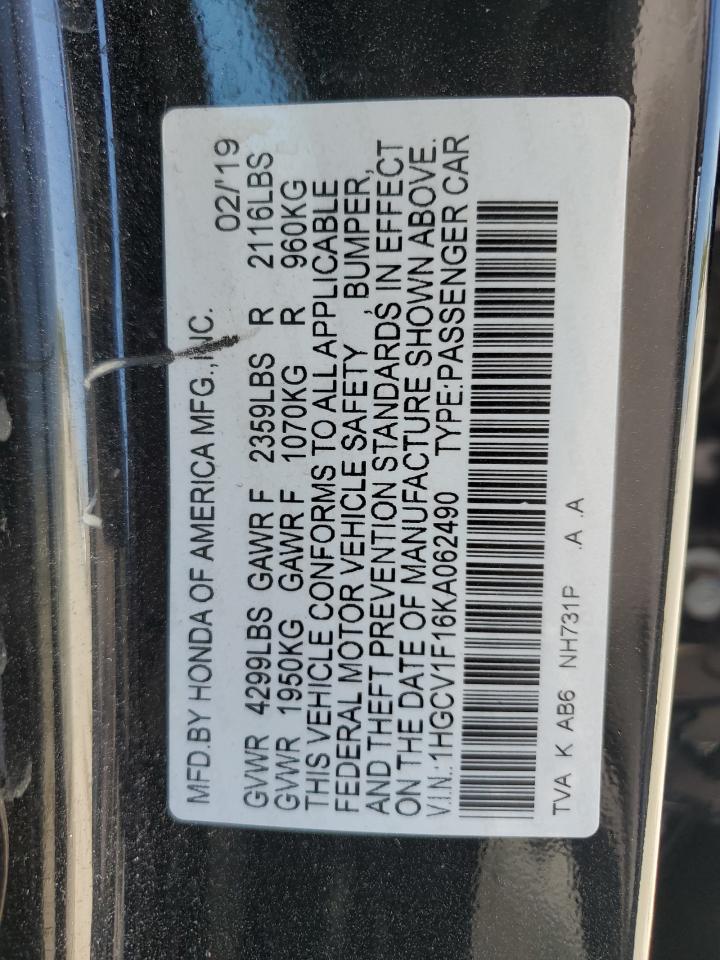 MFD.BY HONDA OF AMERICA MFG.,INC. 02/'19
GVWR 4299LBS GAWR F 2359LBS R 2116LBS
GVWR 1950KG GAWR F 1070KG R 960KG
THIS VEHICLE CONFORMS TO ALL APPLICABLE
FEDERAL MOTOR VEHICLE SAFETY , BUMPER,
AND THEFT PREVENTION STANDARDS, IN EFFECT
ON THE DATE OF MANUFACTURE SHOWN ABOVE.
V.I.N.:1HGCV1F16KA062490 TYPE:PASSENGER CAR
TVA K AB6 NH731P .A .A